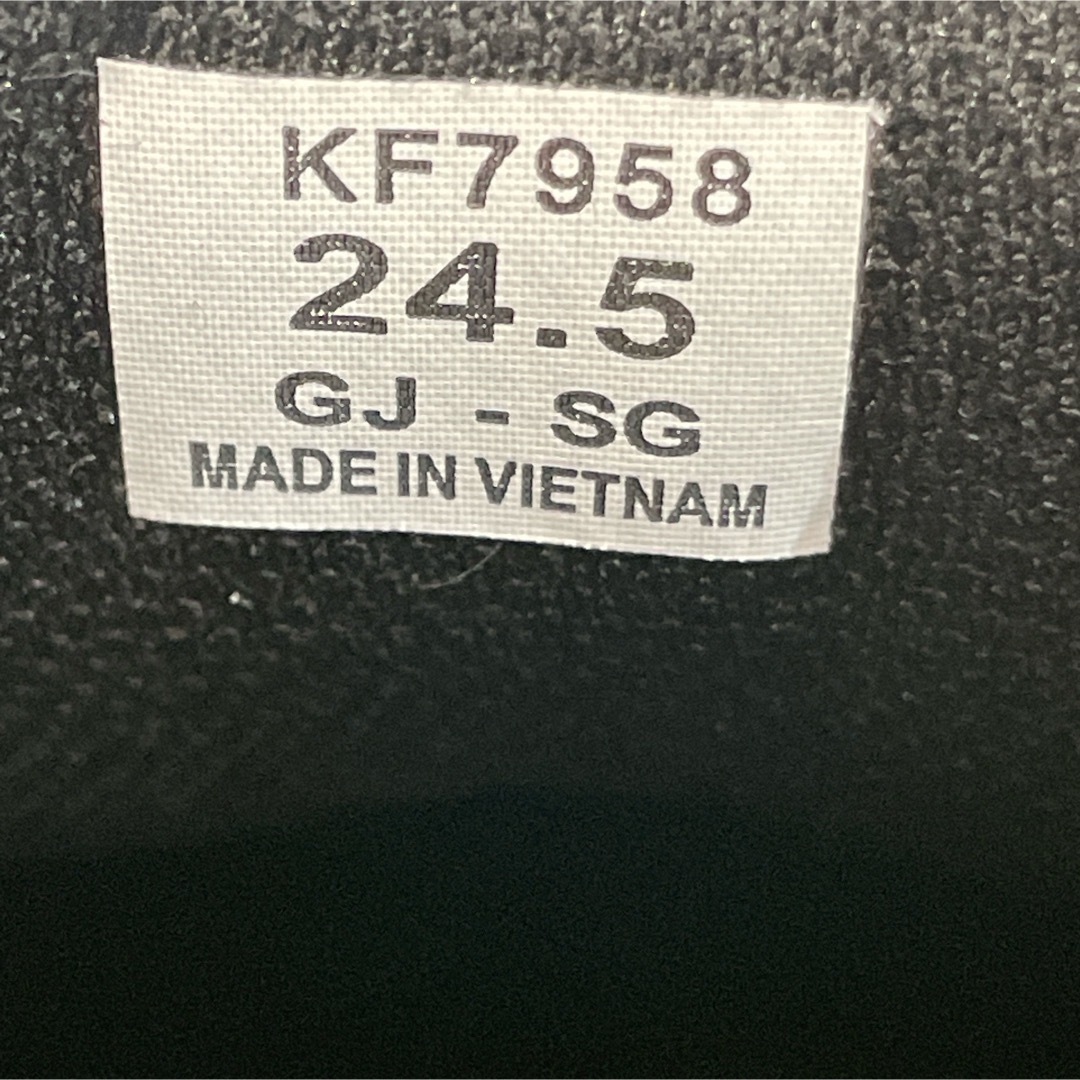 KF7958
24.5
GJ - SG
MADE IN VIETNAM